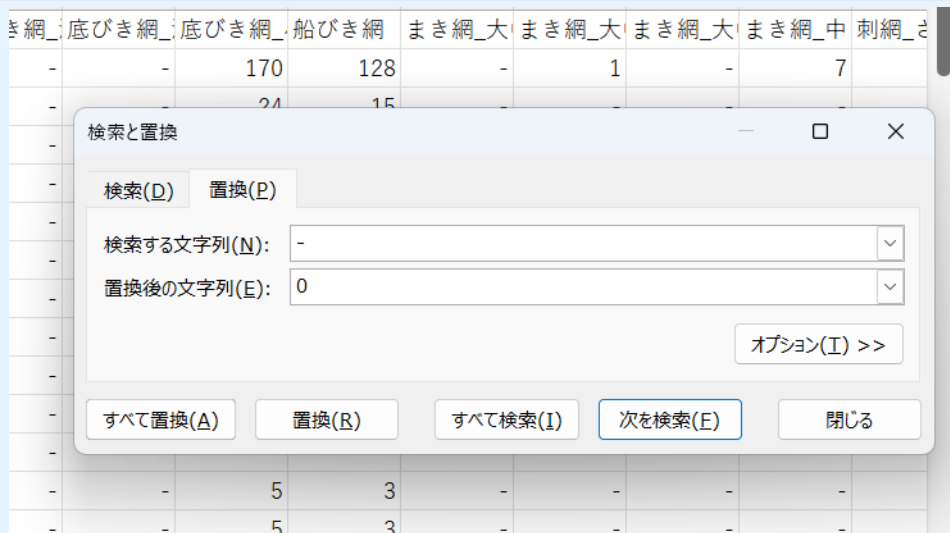 き網_ 底びき網_ 底びき網_ 船びき網 まき網_大 まき網_大 まき網_大 まき網_中 刺網_さ
- - 170 128 - 1 - 7
- - 24 15 - - - -
検索と置換
-
検索(D) 置換(P)
-
-
検索する文字列(N): -
-
置換後の文字列(E): 0
-
-
オプション(T) >>
-
すべて置換(A) 置換(R) すべて検索(I) 次を検索(F) 閉じる
-
-
- - 5 3 - - - -
- - 5 3 - - - -